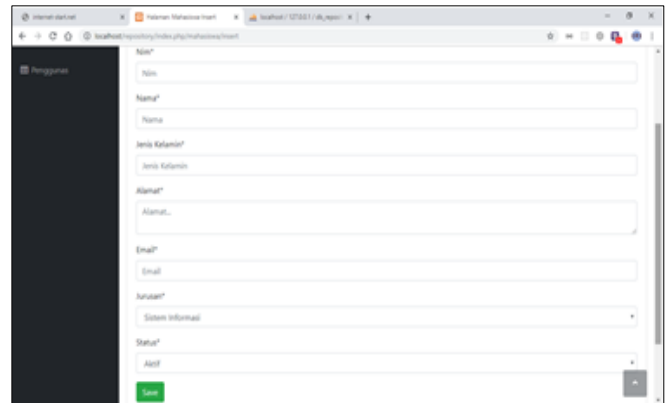 internet-start.net
Halaman Mahasiswa Insert
localhost / 127.0.0.1 / db_reposi
localhost/repository/index.php/mahasiswa/insert
Penggunas
Nim*
Nim
Nama*
Nama
Jenis Kelamin*
Jenis Kelamin
Alamat*
Alamat...
Email*
Email
Jurusan*
Sistem Informasi
Status*
Aktif
Save